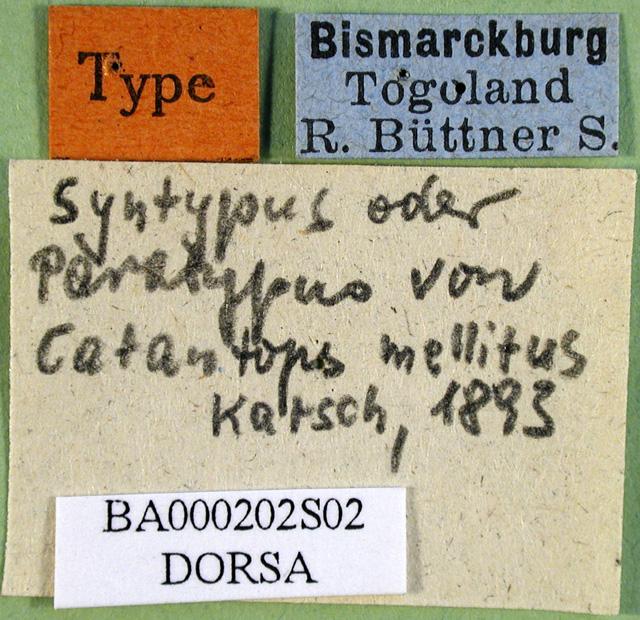 Type
Bismarckburg
Togoland
R. Büttner S.
Syntypus oder
Paratypus von
Catantops mellitus
Karsch, 1893
BA000202S02
DORSA